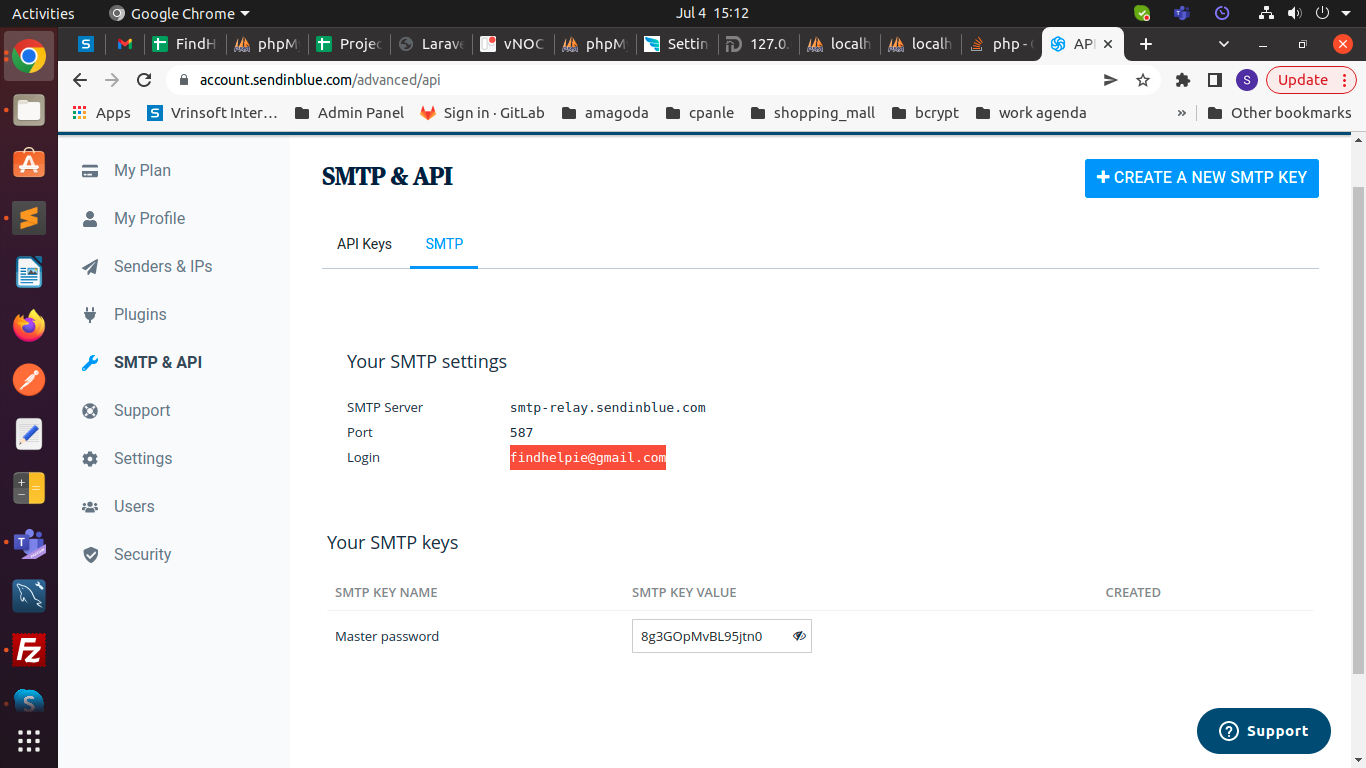 Activities
Google Chrome
Jul 4 15:12
FindH
phpMy
Projec
Larave
vNOC
phpMy
Settin
127.0.
localh
localh
php -
API
account.sendinblue.com/advanced/api
S
Update
Apps
Vrinsoft Inter…
Admin Panel
Sign in · GitLab
amagoda
cpanle
shopping_mall
bcrypt
work agenda
»
Other bookmarks
My Plan
My Profile
Senders & IPs
Plugins
SMTP & API
Support
Settings
Users
Security
SMTP & API
CREATE A NEW SMTP KEY
API Keys
SMTP
Your SMTP settings
SMTP Server
smtp-relay.sendinblue.com
Port
587
Login
findhelpie@gmail.com
Your SMTP keys
SMTP KEY NAME
SMTP KEY VALUE
CREATED
Master password
8g3GOpMvBL95jtn0
Support